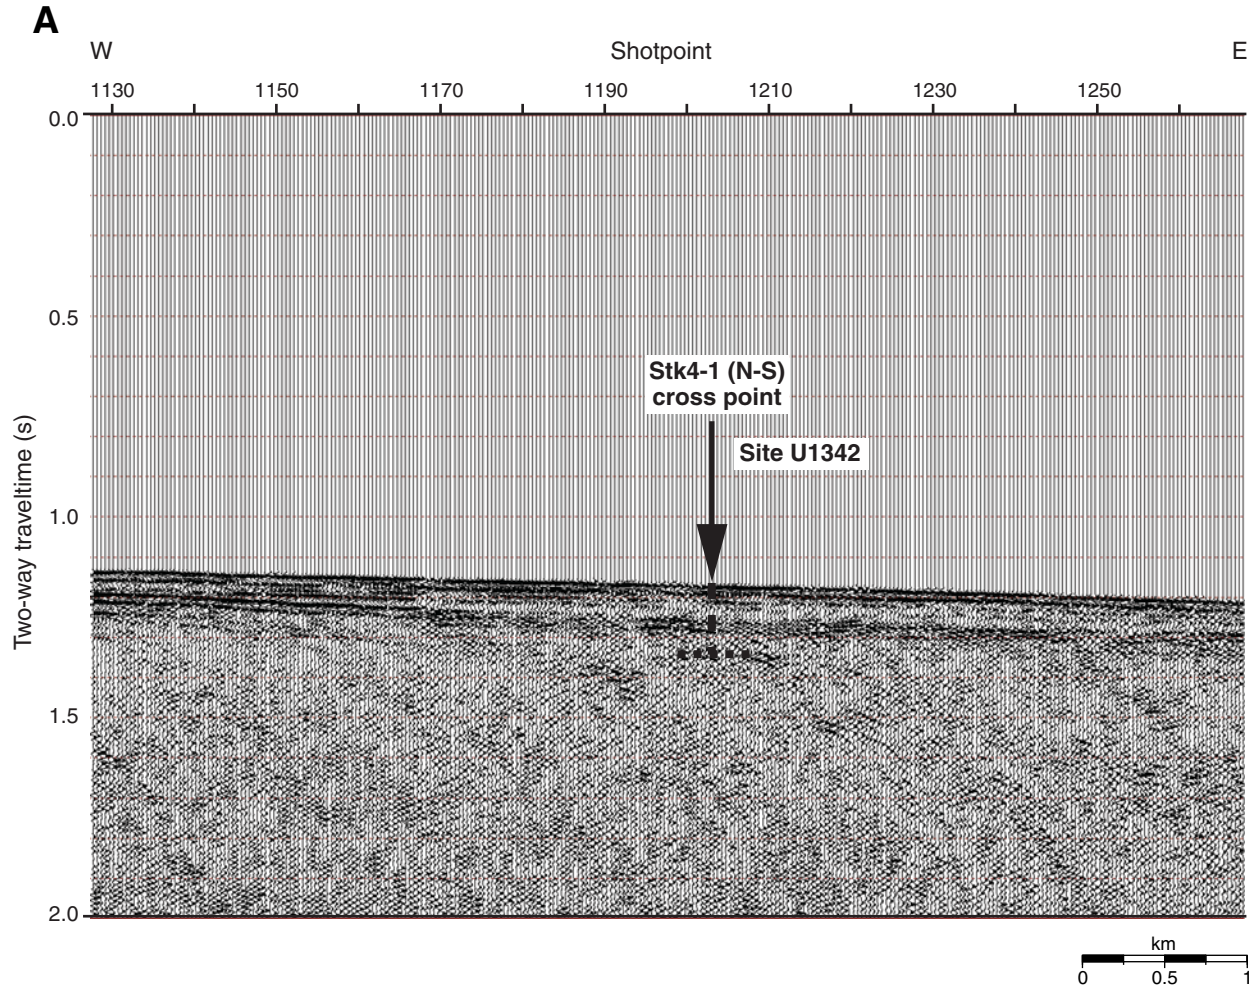 A
W Shotpoint E
1130 1150 1170 1190 1210 1230 1250
0.0
0.5
Stk4-1 (N-S)
cross point
Site U1342
1.0
Two-way traveltime (s)
1.5
2.0
km
0 0.5 1